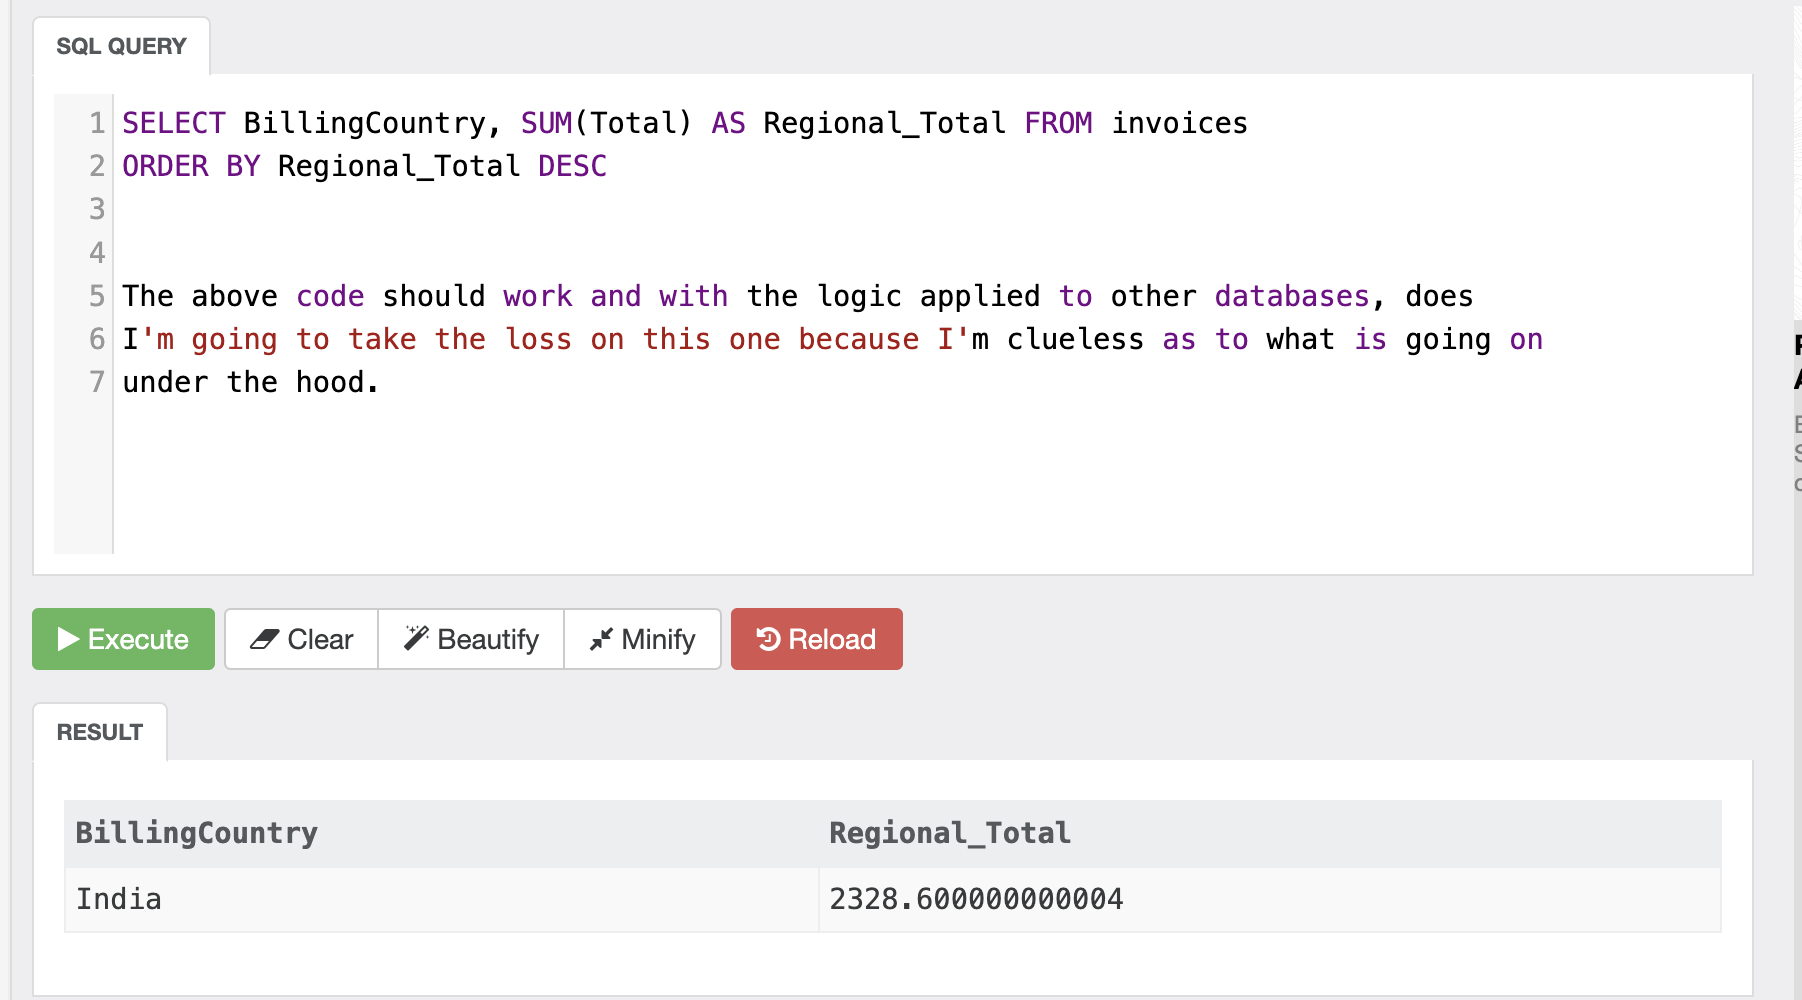 SQL QUERY
1 SELECT BillingCountry, SUM(Total) AS Regional_Total FROM invoices
2 ORDER BY Regional_Total DESC
3
4
5 The above code should work and with the logic applied to other databases, does
6 I'm going to take the loss on this one because I'm clueless as to what is going on
7 under the hood.
Execute Clear Beautify Minify Reload
RESULT
BillingCountry Regional_Total
India 2328.600000000004